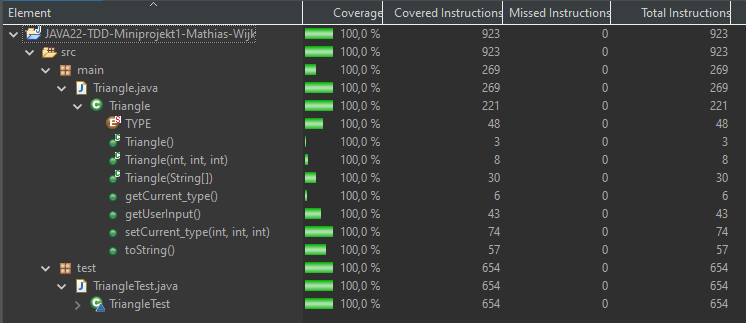 Element Coverage Covered Instructions Missed Instructions Total Instructions
JAVA22-TDD-Miniprojekt1-Mathias-Wijk 100,0 % 923 0 923
src 100,0 % 923 0 923
main 100,0 % 269 0 269
Triangle.java 100,0 % 269 0 269
Triangle 100,0 % 221 0 221
TYPE 100,0 % 48 0 48
Triangle() 100,0 % 3 0 3
Triangle(int, int, int) 100,0 % 8 0 8
Triangle(String[]) 100,0 % 30 0 30
getCurrent_type() 100,0 % 6 0 6
getUserInput() 100,0 % 43 0 43
setCurrent_type(int, int, int) 100,0 % 74 0 74
toString() 100,0 % 57 0 57
test 100,0 % 654 0 654
TriangleTest.java 100,0 % 654 0 654
TriangleTest 100,0 % 654 0 654